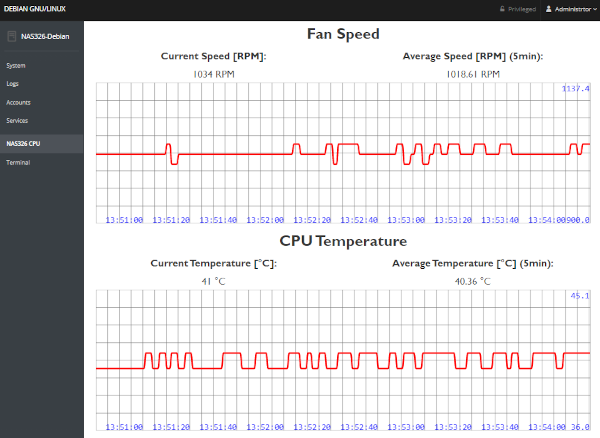 DEBIAN GNU/LINUX
Privileged
Administrtor
NAS326-Debian
System
Logs
Accounts
Services
NAS326 CPU
Terminal
Fan Speed
Current Speed [RPM]:
Average Speed [RPM] (5min):
1034 RPM
1018.61 RPM
1137.4
13:51:00 13:51:20 13:51:40 13:52:00 13:52:20 13:52:40 13:53:00 13:53:20 13:53:40 13:54:00 900.0
CPU Temperature
Current Temperature [°C]:
Average Temperature [°C] (5min):
41 °C
40.36 °C
45.1
13:51:00 13:51:20 13:51:40 13:52:00 13:52:20 13:52:40 13:53:00 13:53:20 13:53:40 13:54:00 36.0